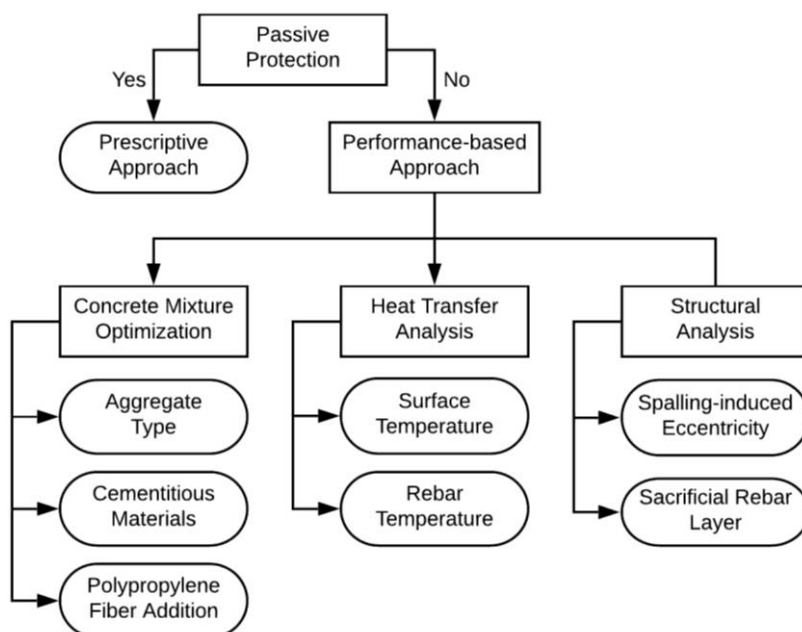 Passive
Protection
Yes
No
Prescriptive
Approach
Performance-based
Approach
Concrete Mixture
Optimization
Heat Transfer
Analysis
Structural
Analysis
Aggregate
Type
Surface
Temperature
Spalling-induced
Eccentricity
Cementitious
Materials
Rebar
Temperature
Sacrificial Rebar
Layer
Polypropylene
Fiber Addition